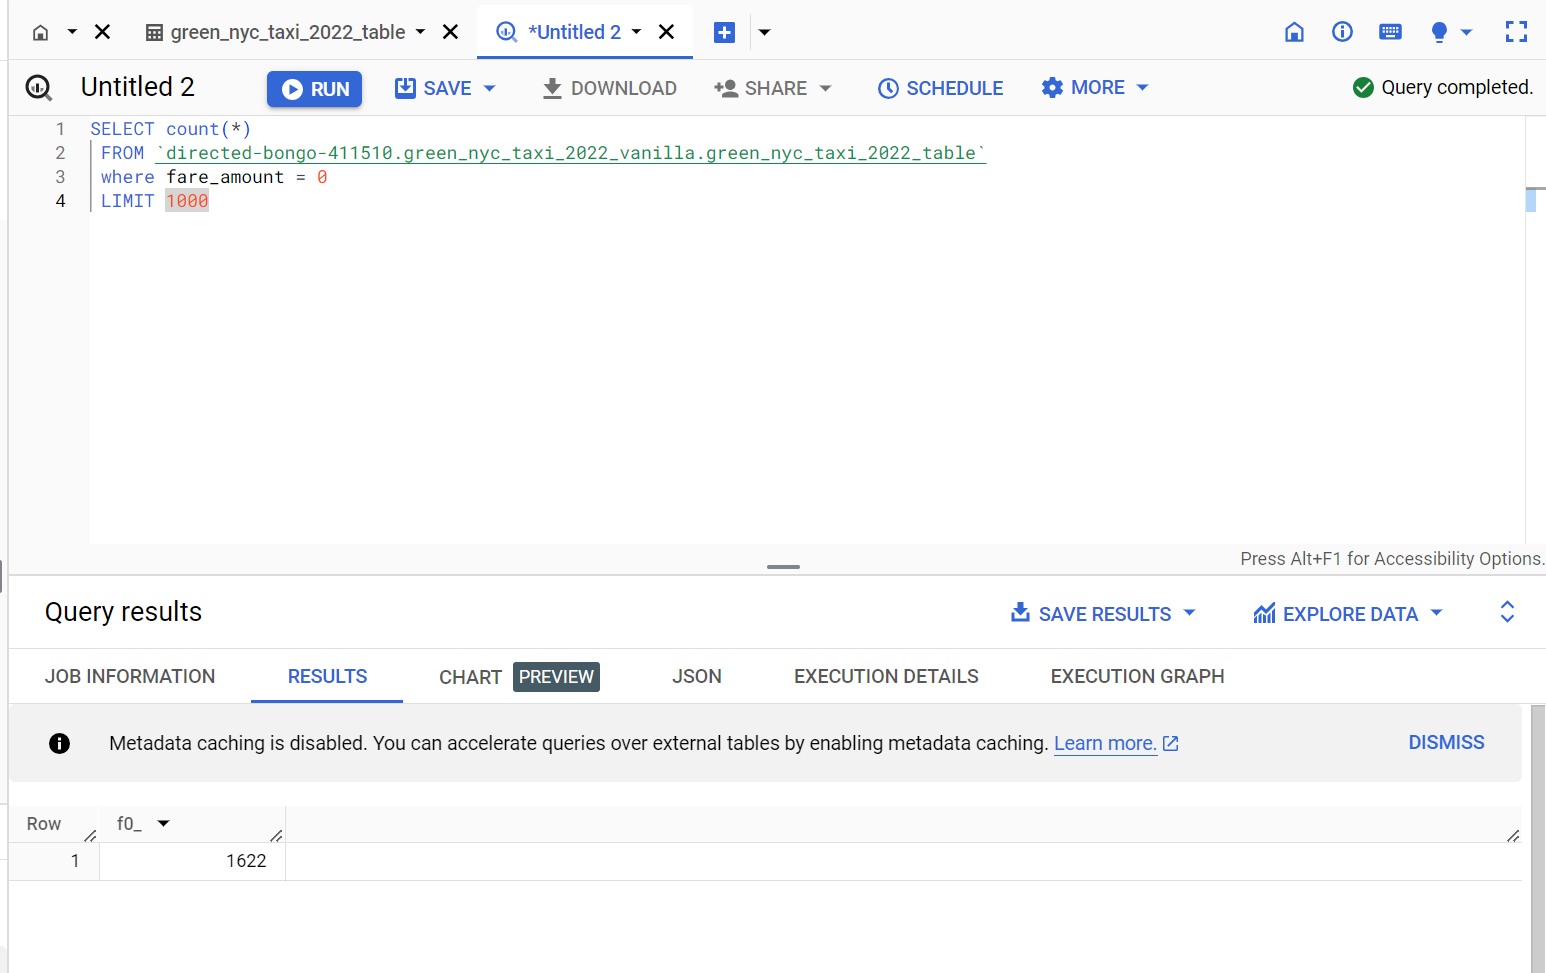 green_nyc_taxi_2022_table
*Untitled 2
Untitled 2
RUN
SAVE
DOWNLOAD
SHARE
SCHEDULE
MORE
Query completed.
1 SELECT count(*)
2 FROM `directed-bongo-411510.green_nyc_taxi_2022_vanilla.green_nyc_taxi_2022_table`
3 where fare_amount = 0
4 LIMIT 1000
Press Alt+F1 for Accessibility Options.
Query results
SAVE RESULTS
EXPLORE DATA
JOB INFORMATION
RESULTS
CHART PREVIEW
JSON
EXECUTION DETAILS
EXECUTION GRAPH
Metadata caching is disabled. You can accelerate queries over external tables by enabling metadata caching. Learn more.
DISMISS
Row f0_
1 1622